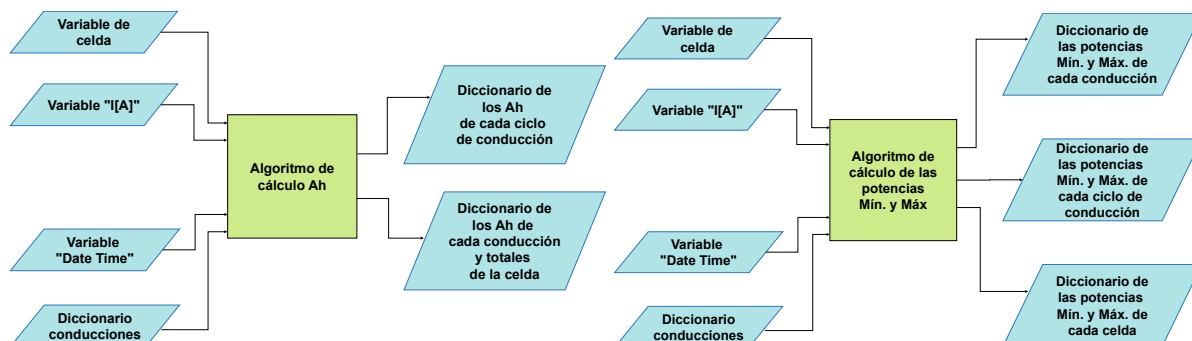 Variable de
celda
Variable "I[A]"
Algoritmo de
cálculo Ah
Variable
"Date Time"
Diccionario
conducciones
Diccionario de
los Ah
de cada ciclo
de conducción
Diccionario de
los Ah de
cada conducción
y totales
de la celda
Variable de
celda
Variable "I[A]"
Algoritmo de
cálculo de las
potencias
Mín. y Máx
Variable
"Date Time"
Diccionario
conducciones
Diccionario de
las potencias
Mín. y Máx. de
cada conducción
Diccionario de
las potencias
Mín. y Máx. de
cada ciclo de
conducción
Diccionario de
las potencias
Mín. y Máx. de
cada celda